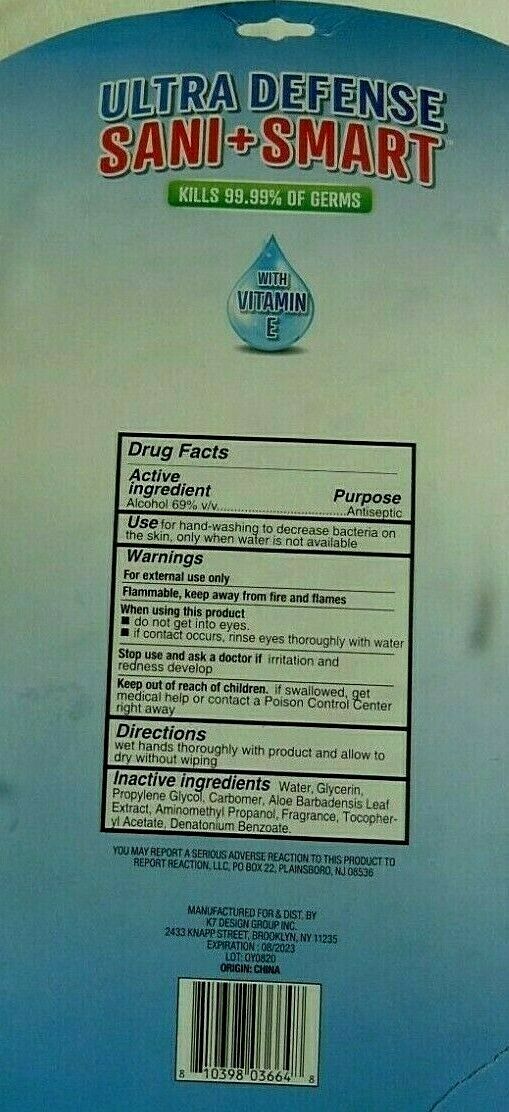 ULTRA DEFENSE
SANI+SMART
KILLS 99.99% OF GERMS
WITH
VITAMIN
E
Drug Facts
Active
ingredient Purpose
Alcohol 69% v/v..............................Antiseptic
Use for hand-washing to decrease bacteria on
the skin, only when water is not available
Warnings
For external use only
Flammable, keep away from fire and flames
When using this product
■ do not get into eyes.
■ if contact occurs, rinse eyes thoroughly with water
Stop use and ask a doctor if irritation and
redness develop
Keep out of reach of children. if swallowed, get
medical help or contact a Poison Control Center
right away
Directions
wet hands thoroughly with product and allow to
dry without wiping
Inactive ingredients Water, Glycerin,
Propylene Glycol, Carbomer, Aloe Barbadensis Leaf
Extract, Aminomethyl Propanol, Fragrance, Tocopher-
yl Acetate, Denatonium Benzoate.
YOU MAY REPORT A SERIOUS ADVERSE REACTION TO THIS PRODUCT TO
REPORT REACTION, LLC, PO BOX 22, PLAINSBORO, NJ 08536
MANUFACTURED FOR & DIST. BY
K7 DESIGN GROUP INC.
2433 KNAPP STREET, BROOKLYN, NY 11235
EXPIRATION : 08/2023
LOT: OY0820
ORIGIN: CHINA
8 10398 03664 8